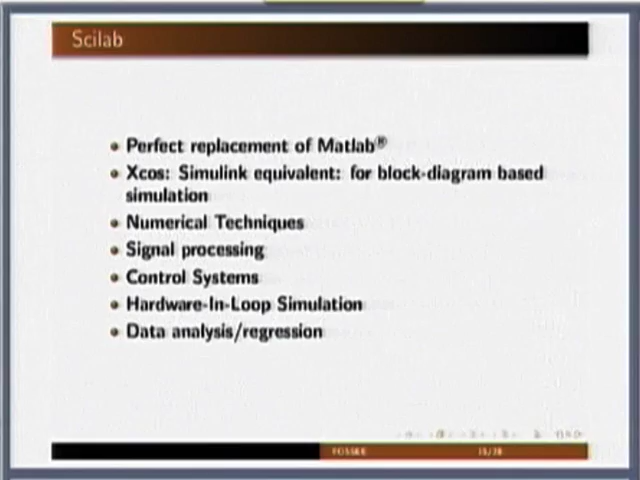 Scilab
Perfect replacement of Matlab®
Xcos: Simulink equivalent: for block-diagram based
simulation
Numerical Techniques
Signal processing
Control Systems
Hardware-In-Loop Simulation
Data analysis/regression